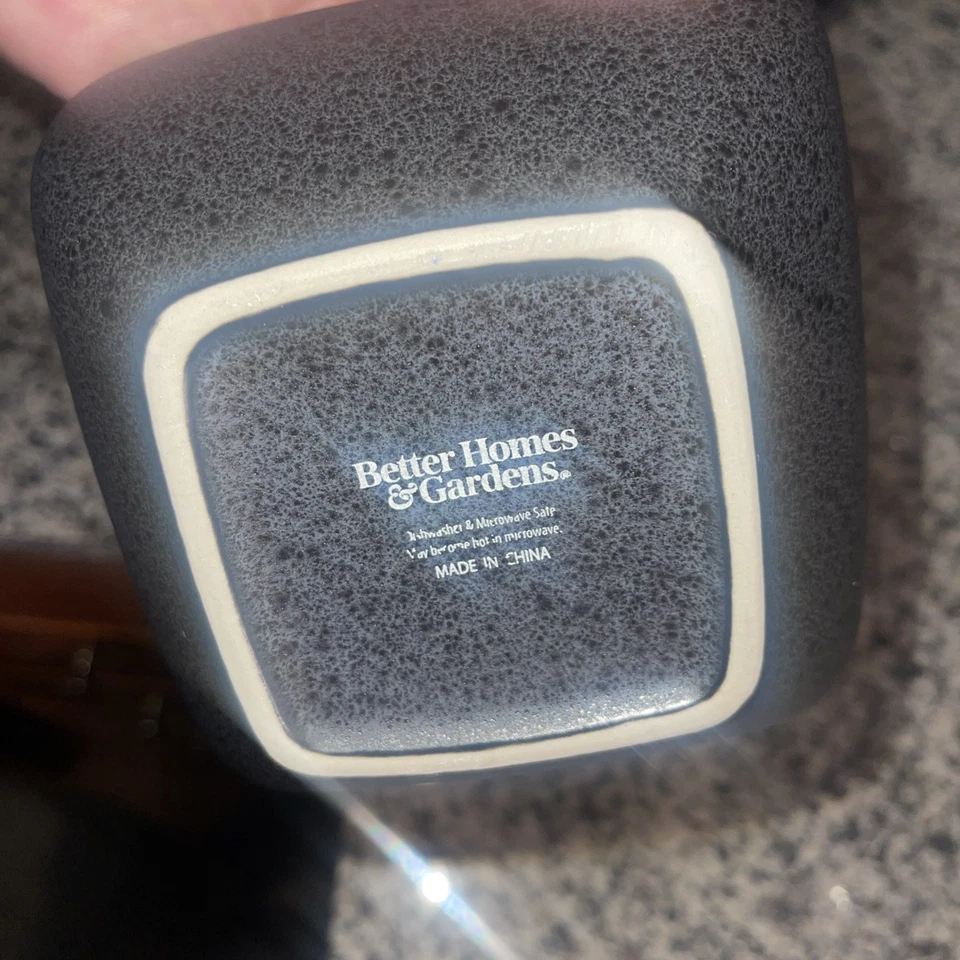 Better Homes
& Gardens®
Dishwasher & Microwave Safe
May become hot in microwave.
MADE IN CHINA